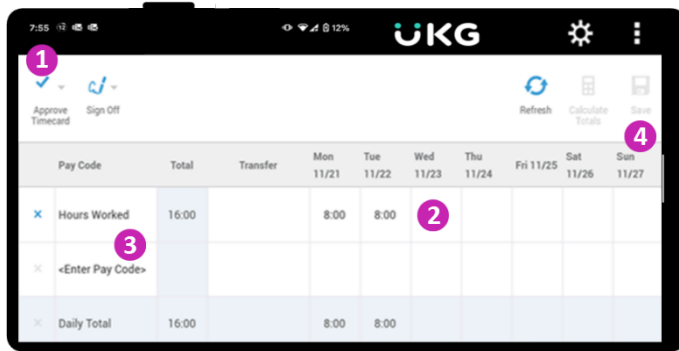 7:55 12%
UKG
1
Approve Timecard
Sign Off
Refresh
Calculate Totals
Save
4
Pay Code Total Transfer Mon 11/21 Tue 11/22 Wed 11/23 Thu 11/24 Fri 11/25 Sat 11/26 Sun 11/27
× Hours Worked 16:00 8:00 8:00 2
3
× <Enter Pay Code>
× Daily Total 16:00 8:00 8:00